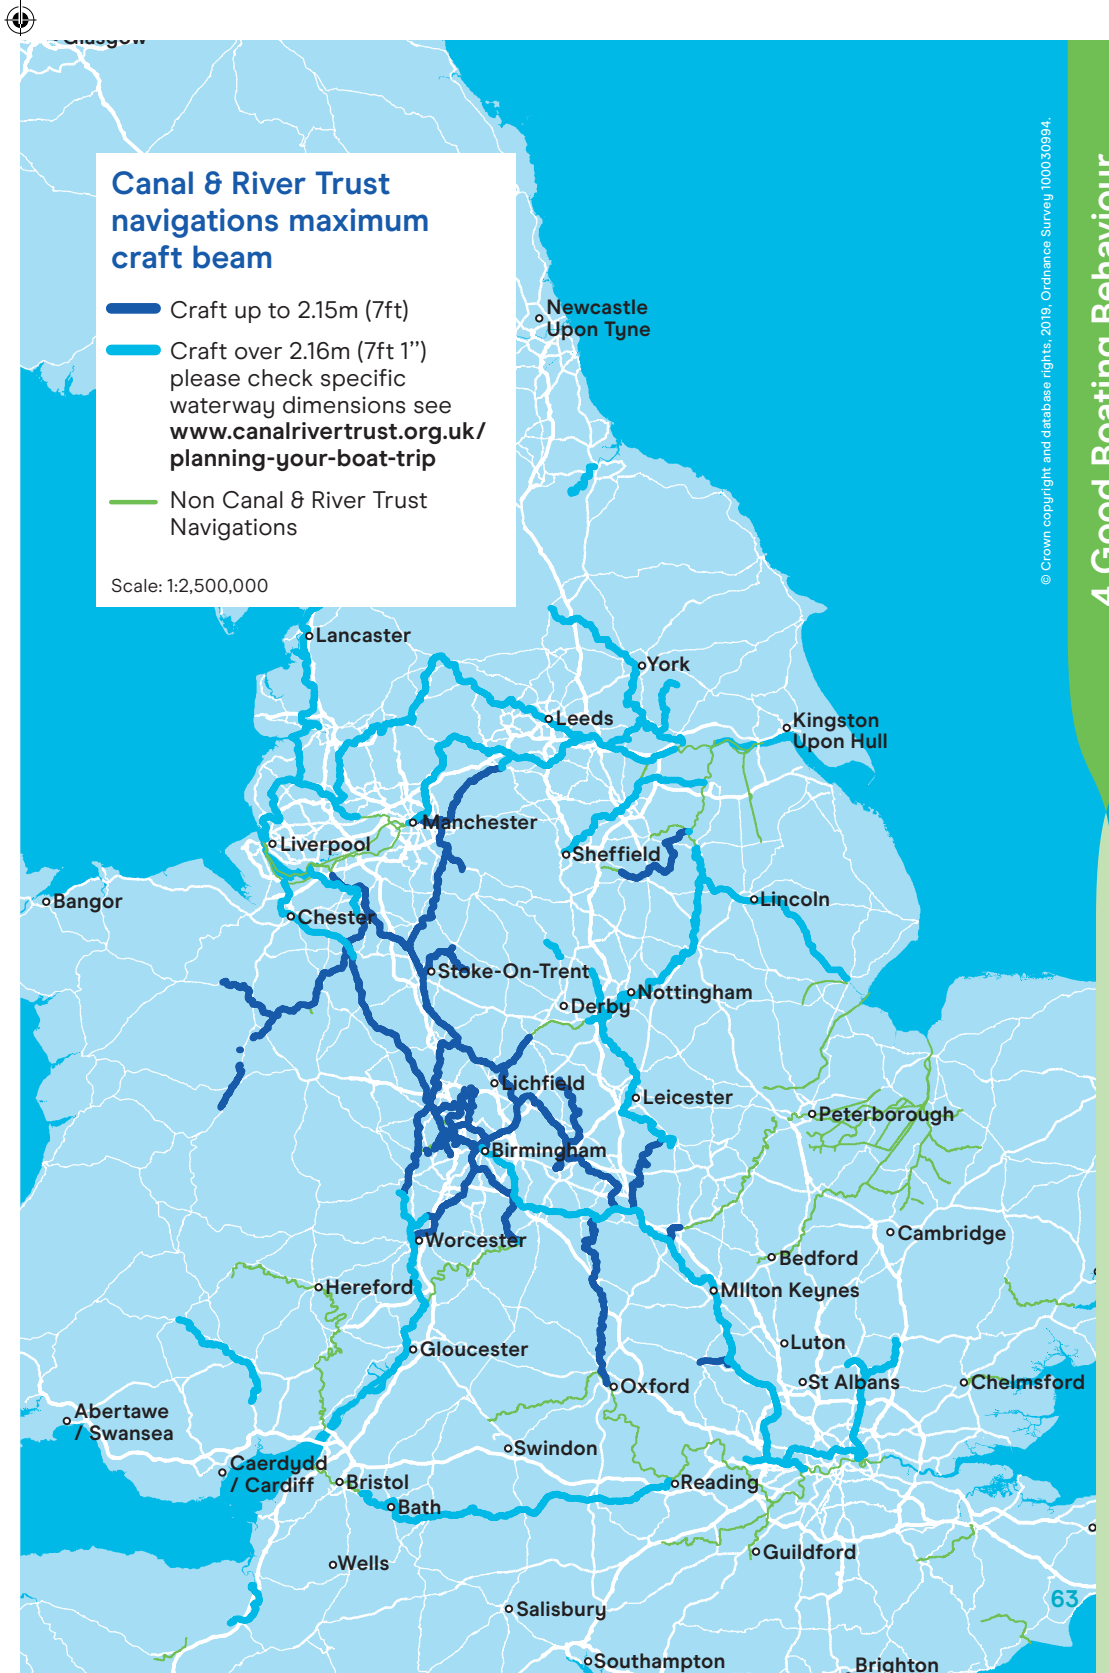 Glasgow
Canal & River Trust
navigations maximum
craft beam
Craft up to 2.15m (7ft)
Craft over 2.16m (7ft 1’’)
please check specific
waterway dimensions see
www.canalrivertrust.org.uk/
planning-your-boat-trip
Non Canal & River Trust
Navigations
Scale: 1:2,500,000
© Crown copyright and database rights, 2019, Ordnance Survey 100030994.
4 Good Boating Behaviour
Newcastle
Upon Tyne
Lancaster
York
Leeds
Kingston
Upon Hull
Manchester
Liverpool
Sheffield
Bangor
Lincoln
Chester
Stoke-On-Trent
Nottingham
Derby
Lichfield
Leicester
Peterborough
Birmingham
Cambridge
Worcester
Bedford
Hereford
MIlton Keynes
Luton
Gloucester
St Albans
Chelmsford
Oxford
Abertawe
/ Swansea
Swindon
Caerdydd
/ Cardiff
Bristol
Reading
Bath
Guildford
Wells
63
Salisbury
Southampton
Brighton